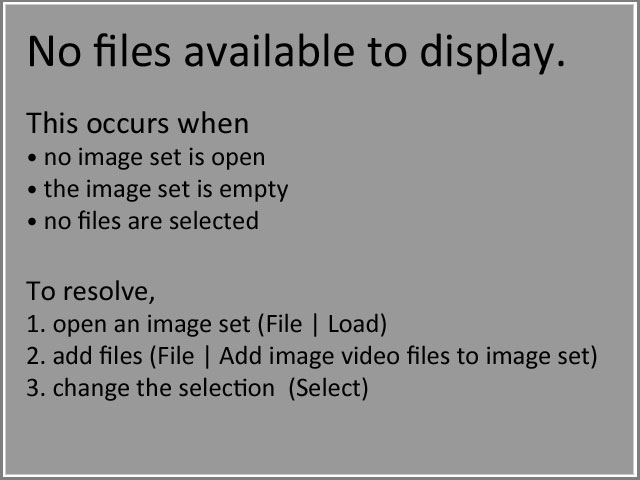 No files available to display.
This occurs when
• no image set is open
• the image set is empty
• no files are selected
To resolve,
1. open an image set (File | Load)
2. add files (File | Add image video files to image set)
3. change the selection  (Select)